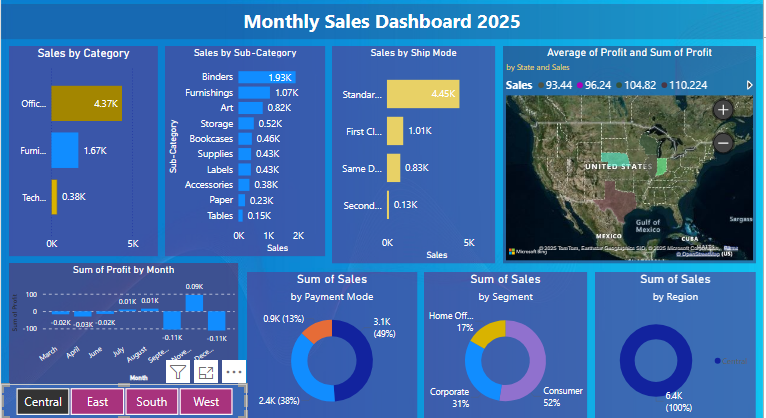 Monthly Sales Dashboard 2025
Sales by Category
Offic...
4.37K
Furni...
1.67K
Tech...
0.38K
0K
5K
Sales by Sub-Category
Sub-Category
Binders
1.93K
Furnishings
1.07K
Art
0.82K
Storage
0.52K
Bookcases
0.46K
Supplies
0.43K
Labels
0.43K
Accessories
0.38K
Paper
0.23K
Tables
0.15K
0K 1K 2K
Sales
Sales by Ship Mode
Standar...
4.45K
First Cl...
1.01K
Same D...
0.83K
Second...
0.13K
0K
5K
Sales
Average of Profit and Sum of Profit
by State and Sales
Sales 93.44 96.24 104.82 110.224
UNITED STATES
MEXICO
Gulf of
Mexico
CUBA
Sargass
Microsoft Bing
© 2025 TomTom, Earthstar Geographics SIO, © 2025 Microsoft Corporation,
© OpenStreetMap
(US)
Sum of Profit by Month
Sum of Profit
100
0
-100
-0.02K
-0.03K
-0.02K
0.01K
0.01K
-0.11K
0.09K
-0.11K
March
April
June
July
August
Septe...
Nove...
Dece...
Month
Central East South West
Sum of Sales
by Payment Mode
0.9K (13%)
3.1K
(49%)
2.4K (38%)
Sum of Sales
by Segment
Home Off...
17%
Corporate
31%
Consumer
52%
Sum of Sales
by Region
6.4K
(100%)